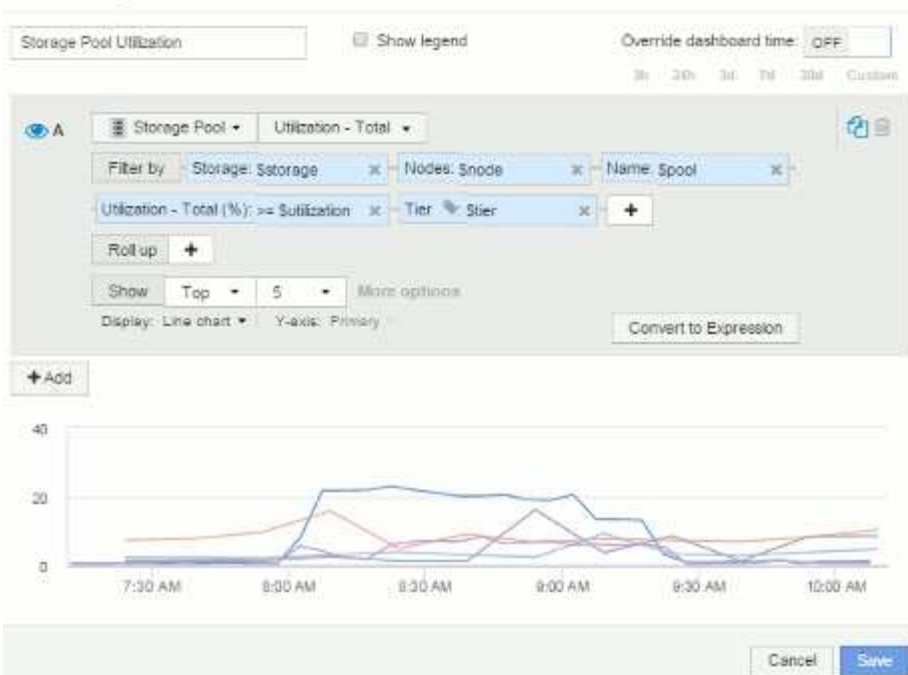 Storage Pool Utilization Show legend Override dashboard time: OFF
3h 24h 3d 7d 30d Custom
A Storage Pool Utilization - Total
Filter by Storage: $storage Nodes: $node Name: $pool
Utilization - Total (%): >= $utilization Tier $tier +
Roll up +
Show Top 5 More options
Display: Line chart Y-axis: Primary Convert to Expression
+ Add
40
20
0
7:30 AM 8:00 AM 8:30 AM 9:00 AM 9:30 AM 10:00 AM
Cancel Save